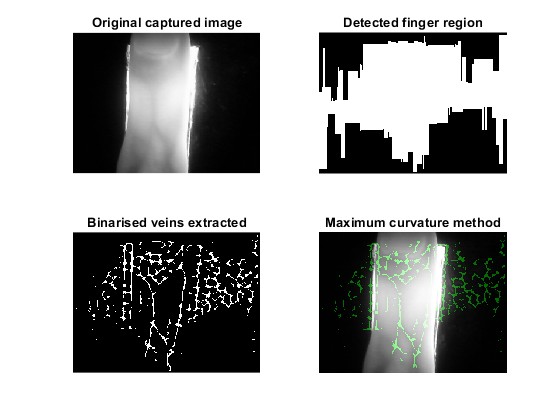 Original captured image
Detected finger region
Binarised veins extracted
Maximum curvature method